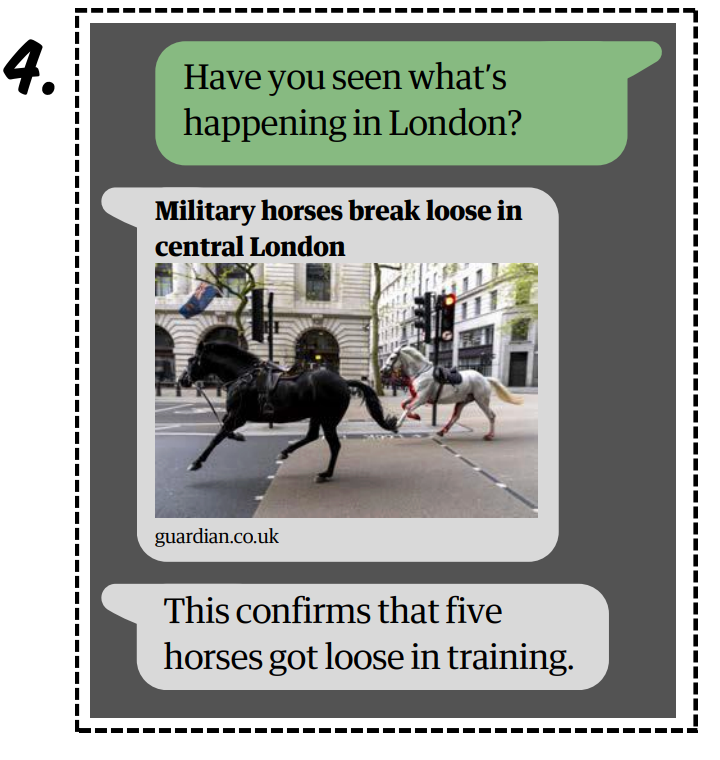 4.
Have you seen what's
happening in London?
Military horses break loose in
central London
guardian.co.uk
This confirms that five
horses got loose in training.